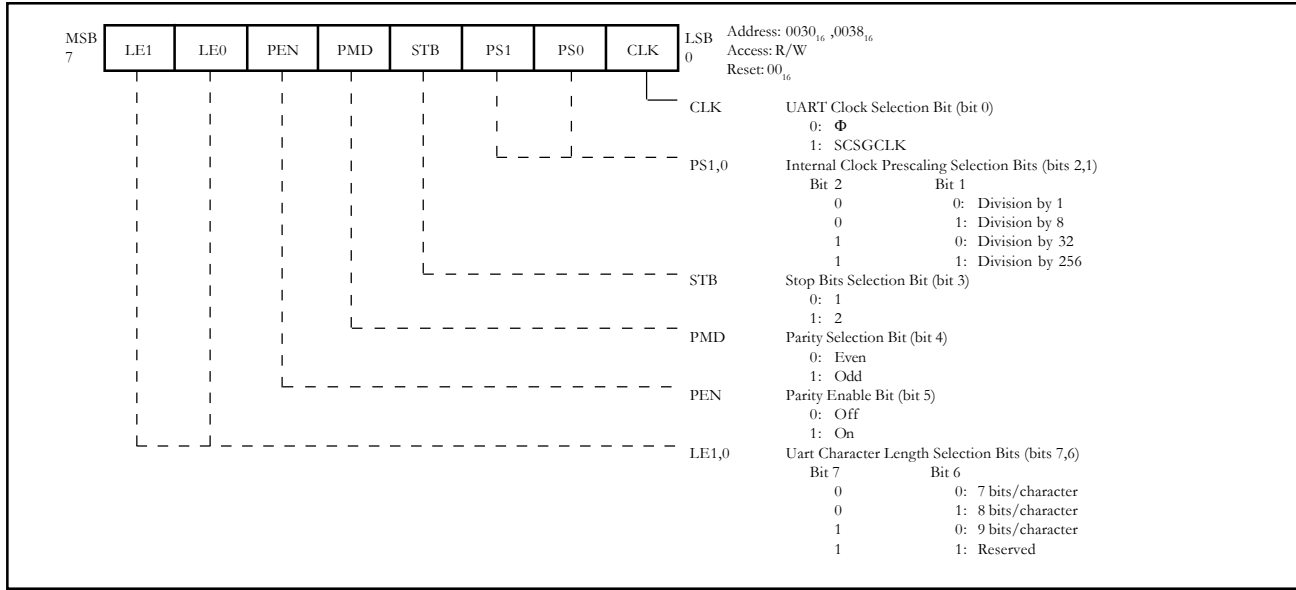 MSB 7 LE1 LE0 PEN PMD STB PS1 PS0 CLK LSB 0
Address: 0030₁₆ ,0038₁₆
Access: R/W
Reset: 00₁₆
CLK UART Clock Selection Bit (bit 0)
0: Φ
1: SCSGCLK
PS1,0 Internal Clock Prescaling Selection Bits (bits 2,1)
Bit 2 Bit 1
0 0: Division by 1
0 1: Division by 8
1 0: Division by 32
1 1: Division by 256
STB Stop Bits Selection Bit (bit 3)
0: 1
1: 2
PMD Parity Selection Bit (bit 4)
0: Even
1: Odd
PEN Parity Enable Bit (bit 5)
0: Off
1: On
LE1,0 Uart Character Length Selection Bits (bits 7,6)
Bit 7 Bit 6
0 0: 7 bits/character
0 1: 8 bits/character
1 0: 9 bits/character
1 1: Reserved